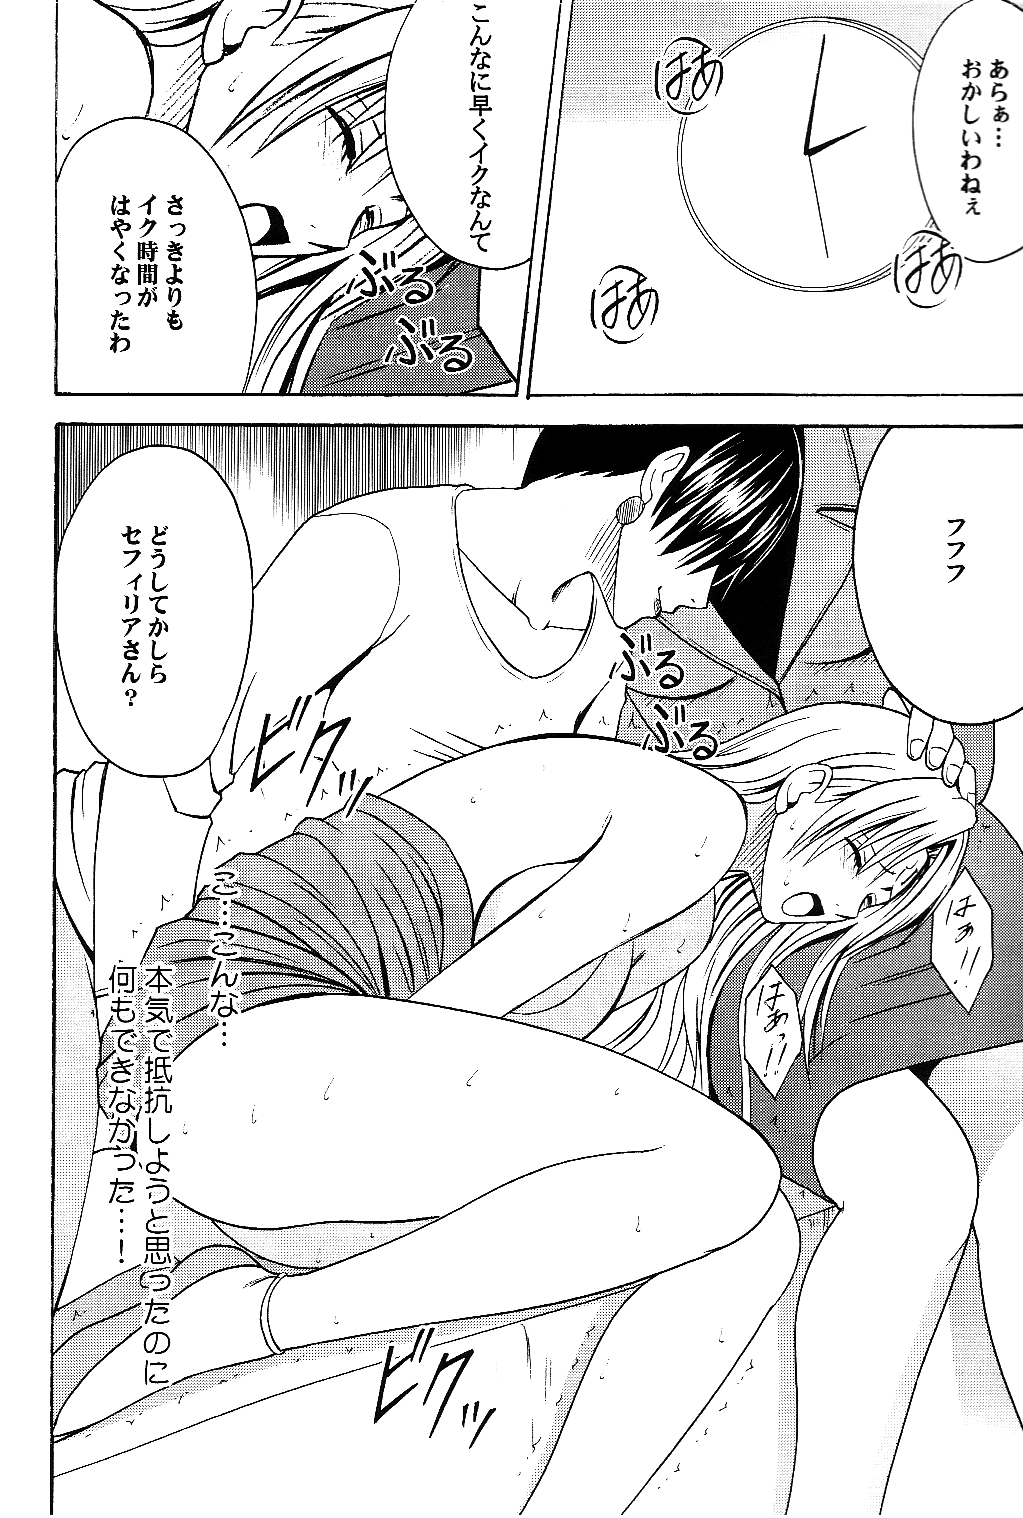 あらぁ…
おかしいわねぇ
はあ
はあ
はあ
こんなに早くイクなんて
さっきよりも
イク時間が
はやくなったわ
ぶる
ぶる
フフフ
どうしてかしら
セフィリアさん？
ぶる
ぶる
ビクッ
はぁ!!
はぁっ!!
こ…こんな…
本気で抵抗しようと思ったのに
何もできなかった…！
ビクッ